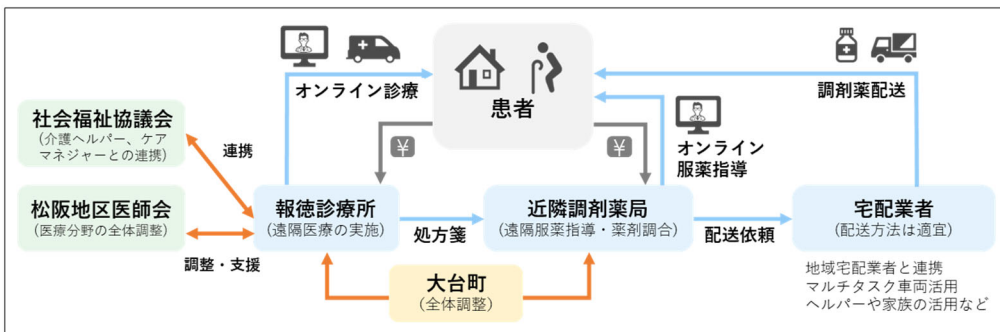 オンライン診療
患者
調剤薬配送
社会福祉協議会
(介護ヘルパー、ケア
マネジャーとの連携)
連携
¥
¥
オンライン
服薬指導
松阪地区医師会
(医療分野の全体調整)
調整・支援
報徳診療所
(遠隔医療の実施)
処方箋
近隣調剤薬局
(遠隔服薬指導・薬剤調合)
配送依頼
宅配業者
(配送方法は適宜)
大台町
(全体調整)
地域宅配業者と連携
マルチタスク車両活用
ヘルパーや家族の活用など